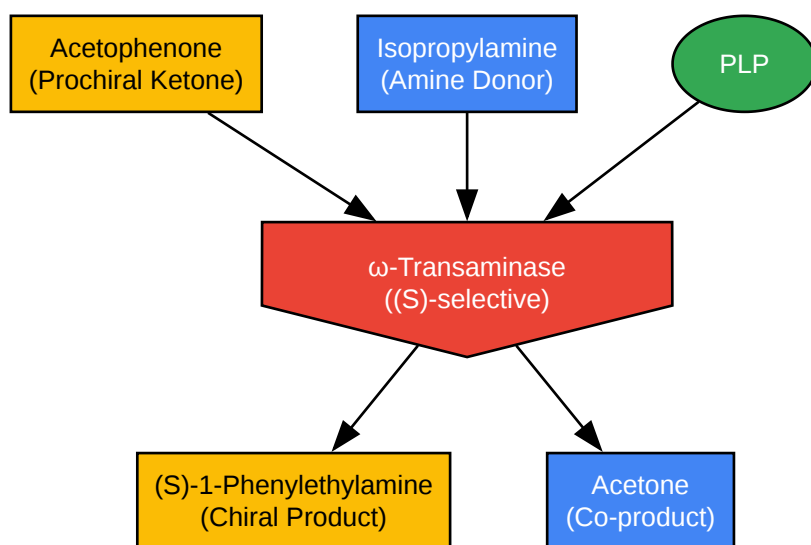 Acetophenone
(Prochiral Ketone)
Isopropylamine
(Amine Donor)
PLP
ω-Transaminase
((S)-selective)
(S)-1-Phenylethylamine
(Chiral Product)
Acetone
(Co-product)